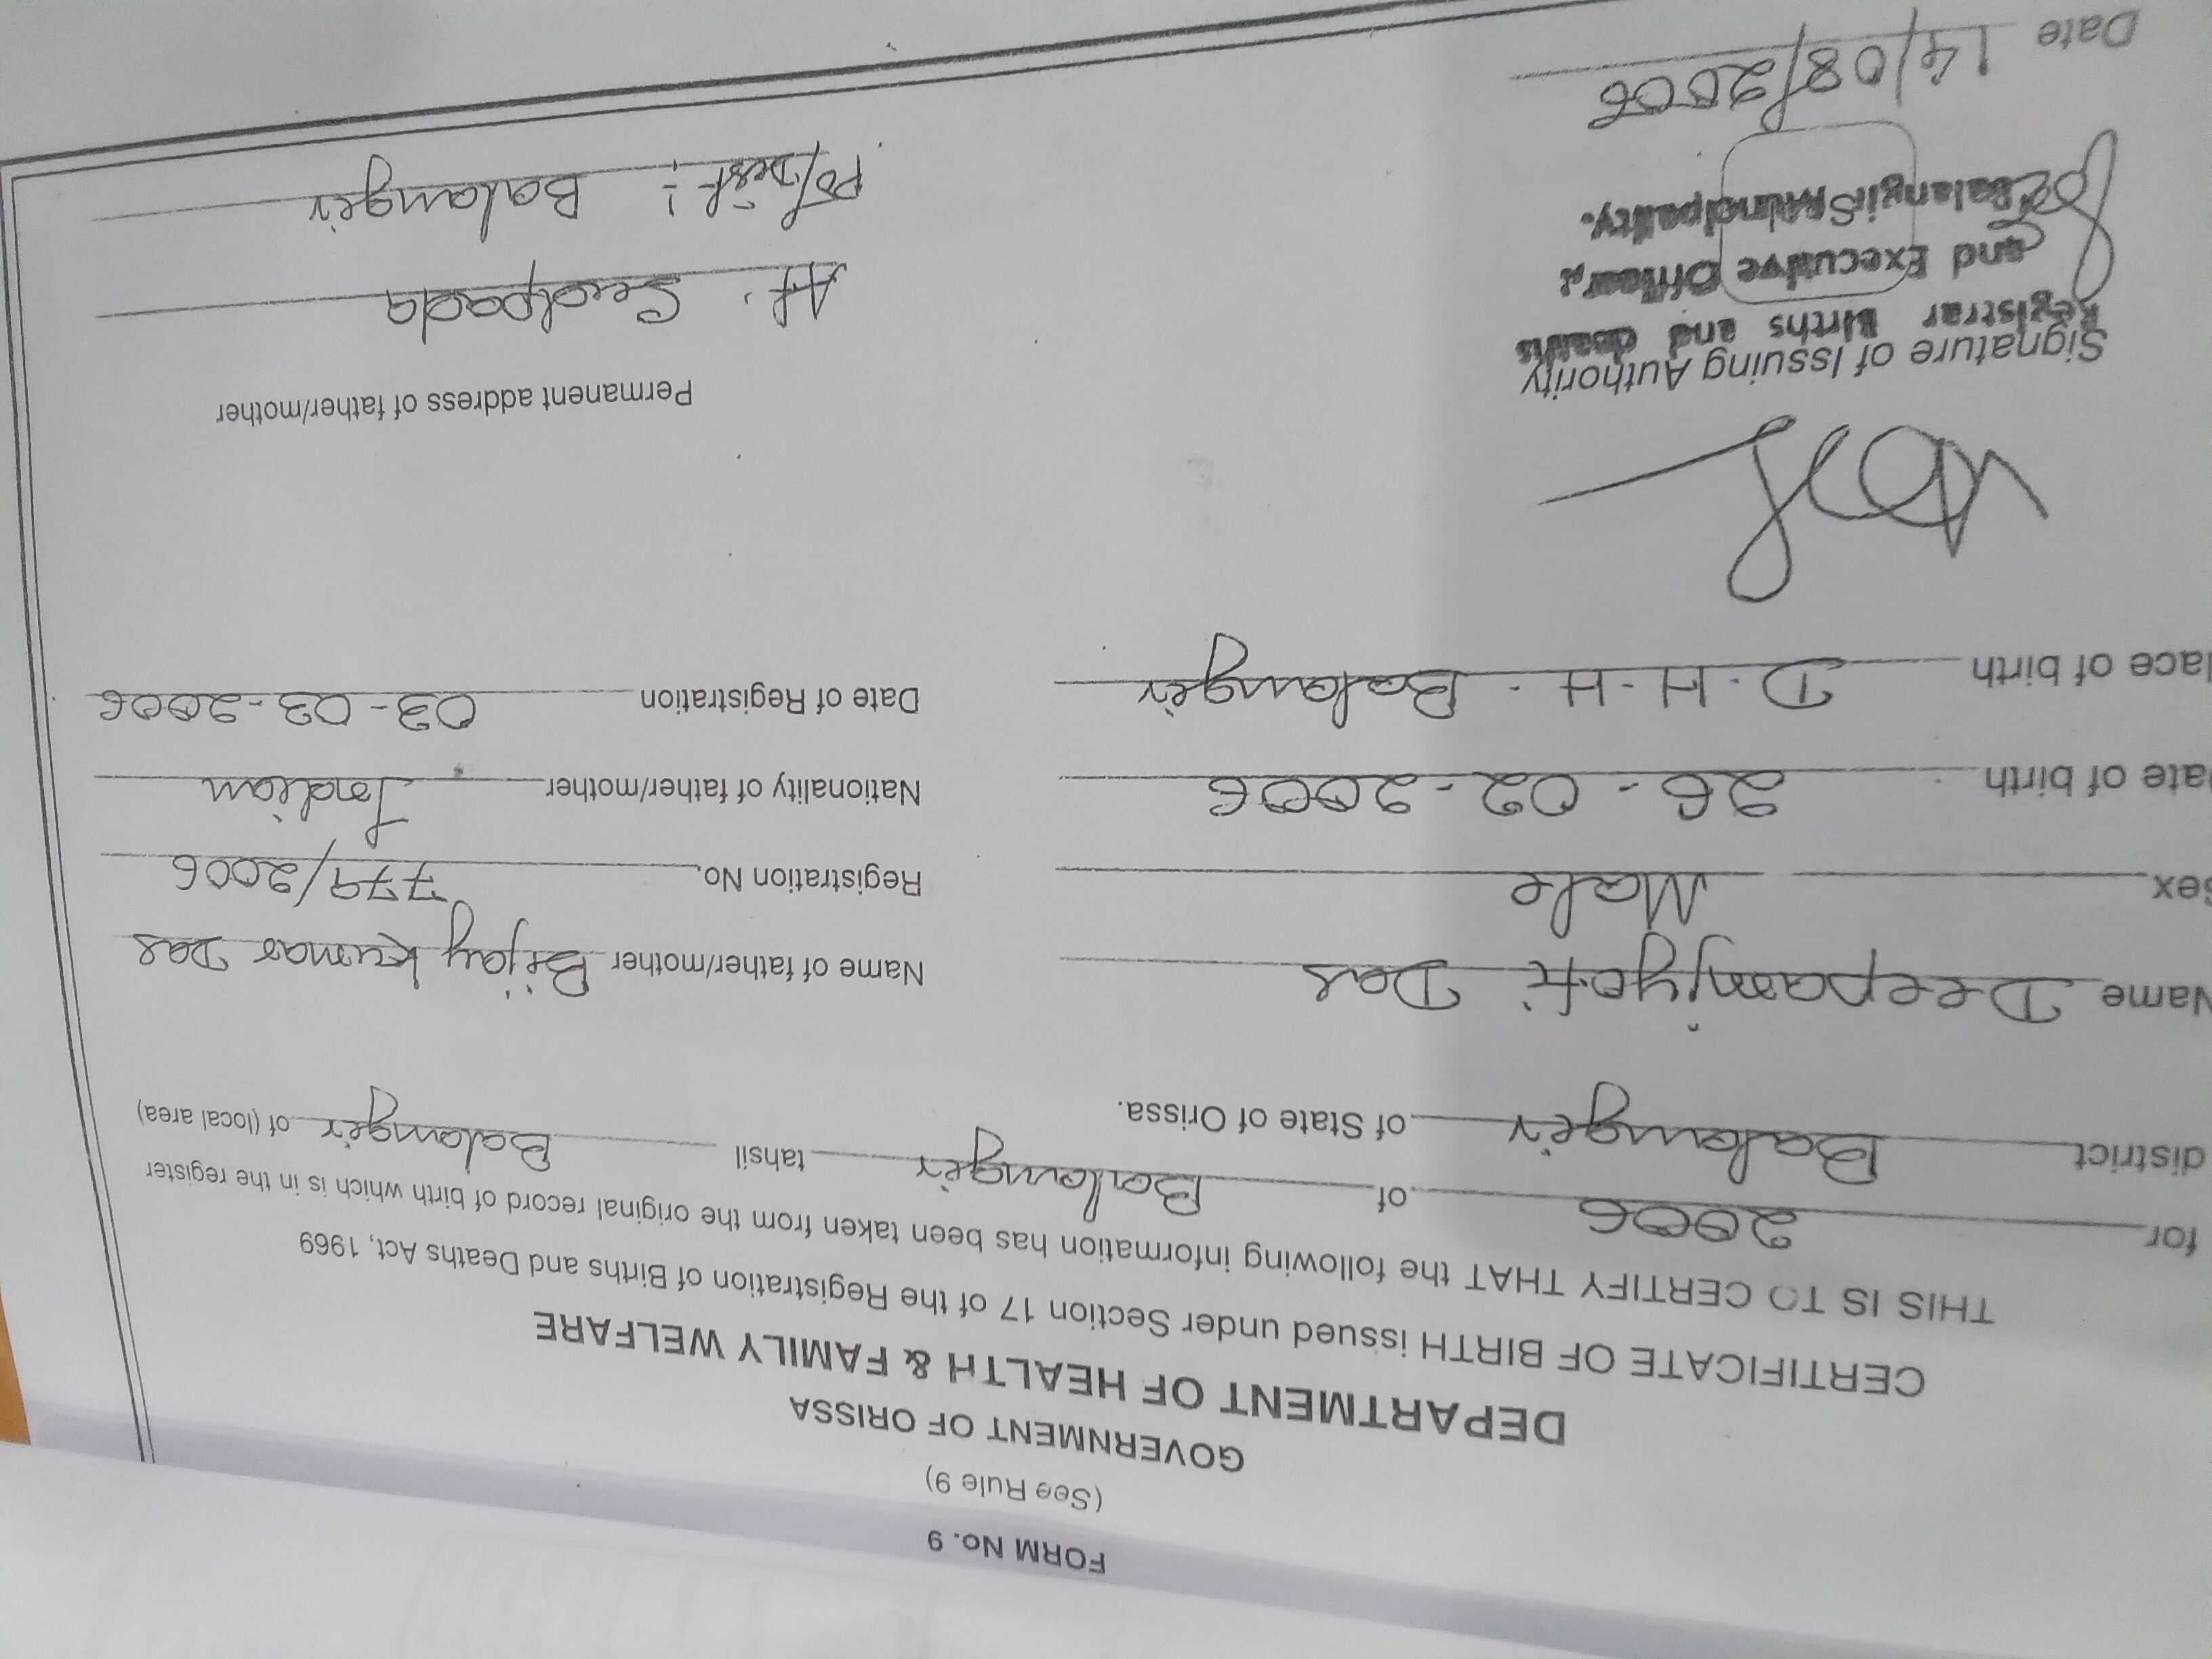 FORM No. 9
(See Rule 9)
GOVERNMENT OF ORISSA
DEPARTMENT OF HEALTH & FAMILY WELFARE
CERTIFICATE OF BIRTH issued under Section 17 of the Registration of Births and Deaths Act, 1969
THIS IS TO CERTIFY THAT the following information has been taken from the original record of birth which is in the register
for 2006 of Balangir tahsil Balangir of (local area)
district Balangir of State of Orissa.
Name Deepamjyoti Das
Name of father/mother Bijay Kumar Das
Sex Male
Registration No. 779/2006
Date of birth 26-02-2006
Nationality of father/mother Indian
lace of birth D.H.H. Balangir
Date of Registration 03-03-2006
Signature of Issuing Authority
Registrar Births and deaths
and Executive Officer,
Balangir Municipality.
Date 14/08/2006
Permanent address of father/mother
At.
Po/Dist: Balangir